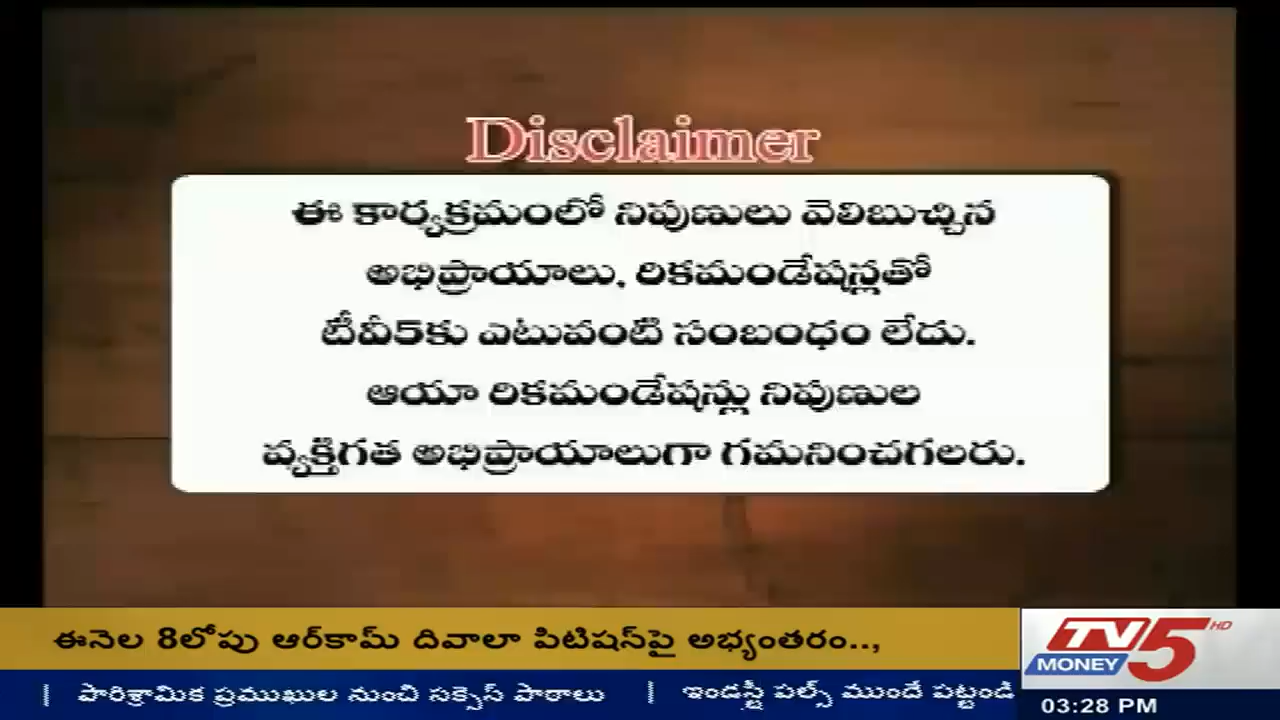 Disclaimer
ఈ కార్యక్రమంలో నిపుణులు వెలిబుచ్చిన
అభిప్రాయాలు, రికమండేషన్లతో
టీవీ5కు ఎటువంటి సంబంధం లేదు.
ఆయా రికమండేషన్లు నిపుణుల
వ్యక్తిగత అభిప్రాయాలుగా గమనించగలరు.
ఈనెల 8లోపు ఆర్‌కామ్ దివాలా పిటిషన్‌పై అభ్యంతరం..,
TV5 HD
MONEY
| పారిశ్రామిక ప్రముఖుల నుంచి సక్సెస్ పాఠాలు | ఇండస్ట్రీ పల్స్ ముందే పట్టండి
03:28 PM